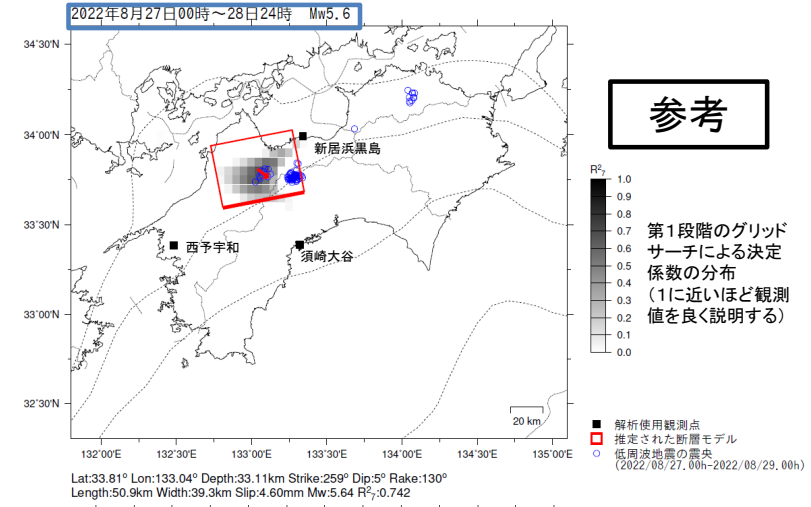 2022年8月27日00時～28日24時　Mw5.6
参考
34°30'N
34°00'N
33°30'N
33°00'N
32°30'N
132°00'E
132°30'E
133°00'E
133°30'E
134°00'E
134°30'E
135°00'E
新居浜黒島
西予宇和
須崎大谷
20 km
R²₇
1.0
0.9
0.8
0.7
0.6
0.5
0.4
0.3
0.2
0.1
0.0
第１段階のグリッド
サーチによる決定
係数の分布
（１に近いほど観測
値を良く説明する）
解析使用観測点
推定された断層モデル
低周波地震の震央
(2022/08/27.00h-2022/08/29.00h)
Lat:33.81° Lon:133.04° Depth:33.11km Strike:259° Dip:5° Rake:130°
Length:50.9km Width:39.3km Slip:4.60mm Mw:5.64 R²₇:0.742